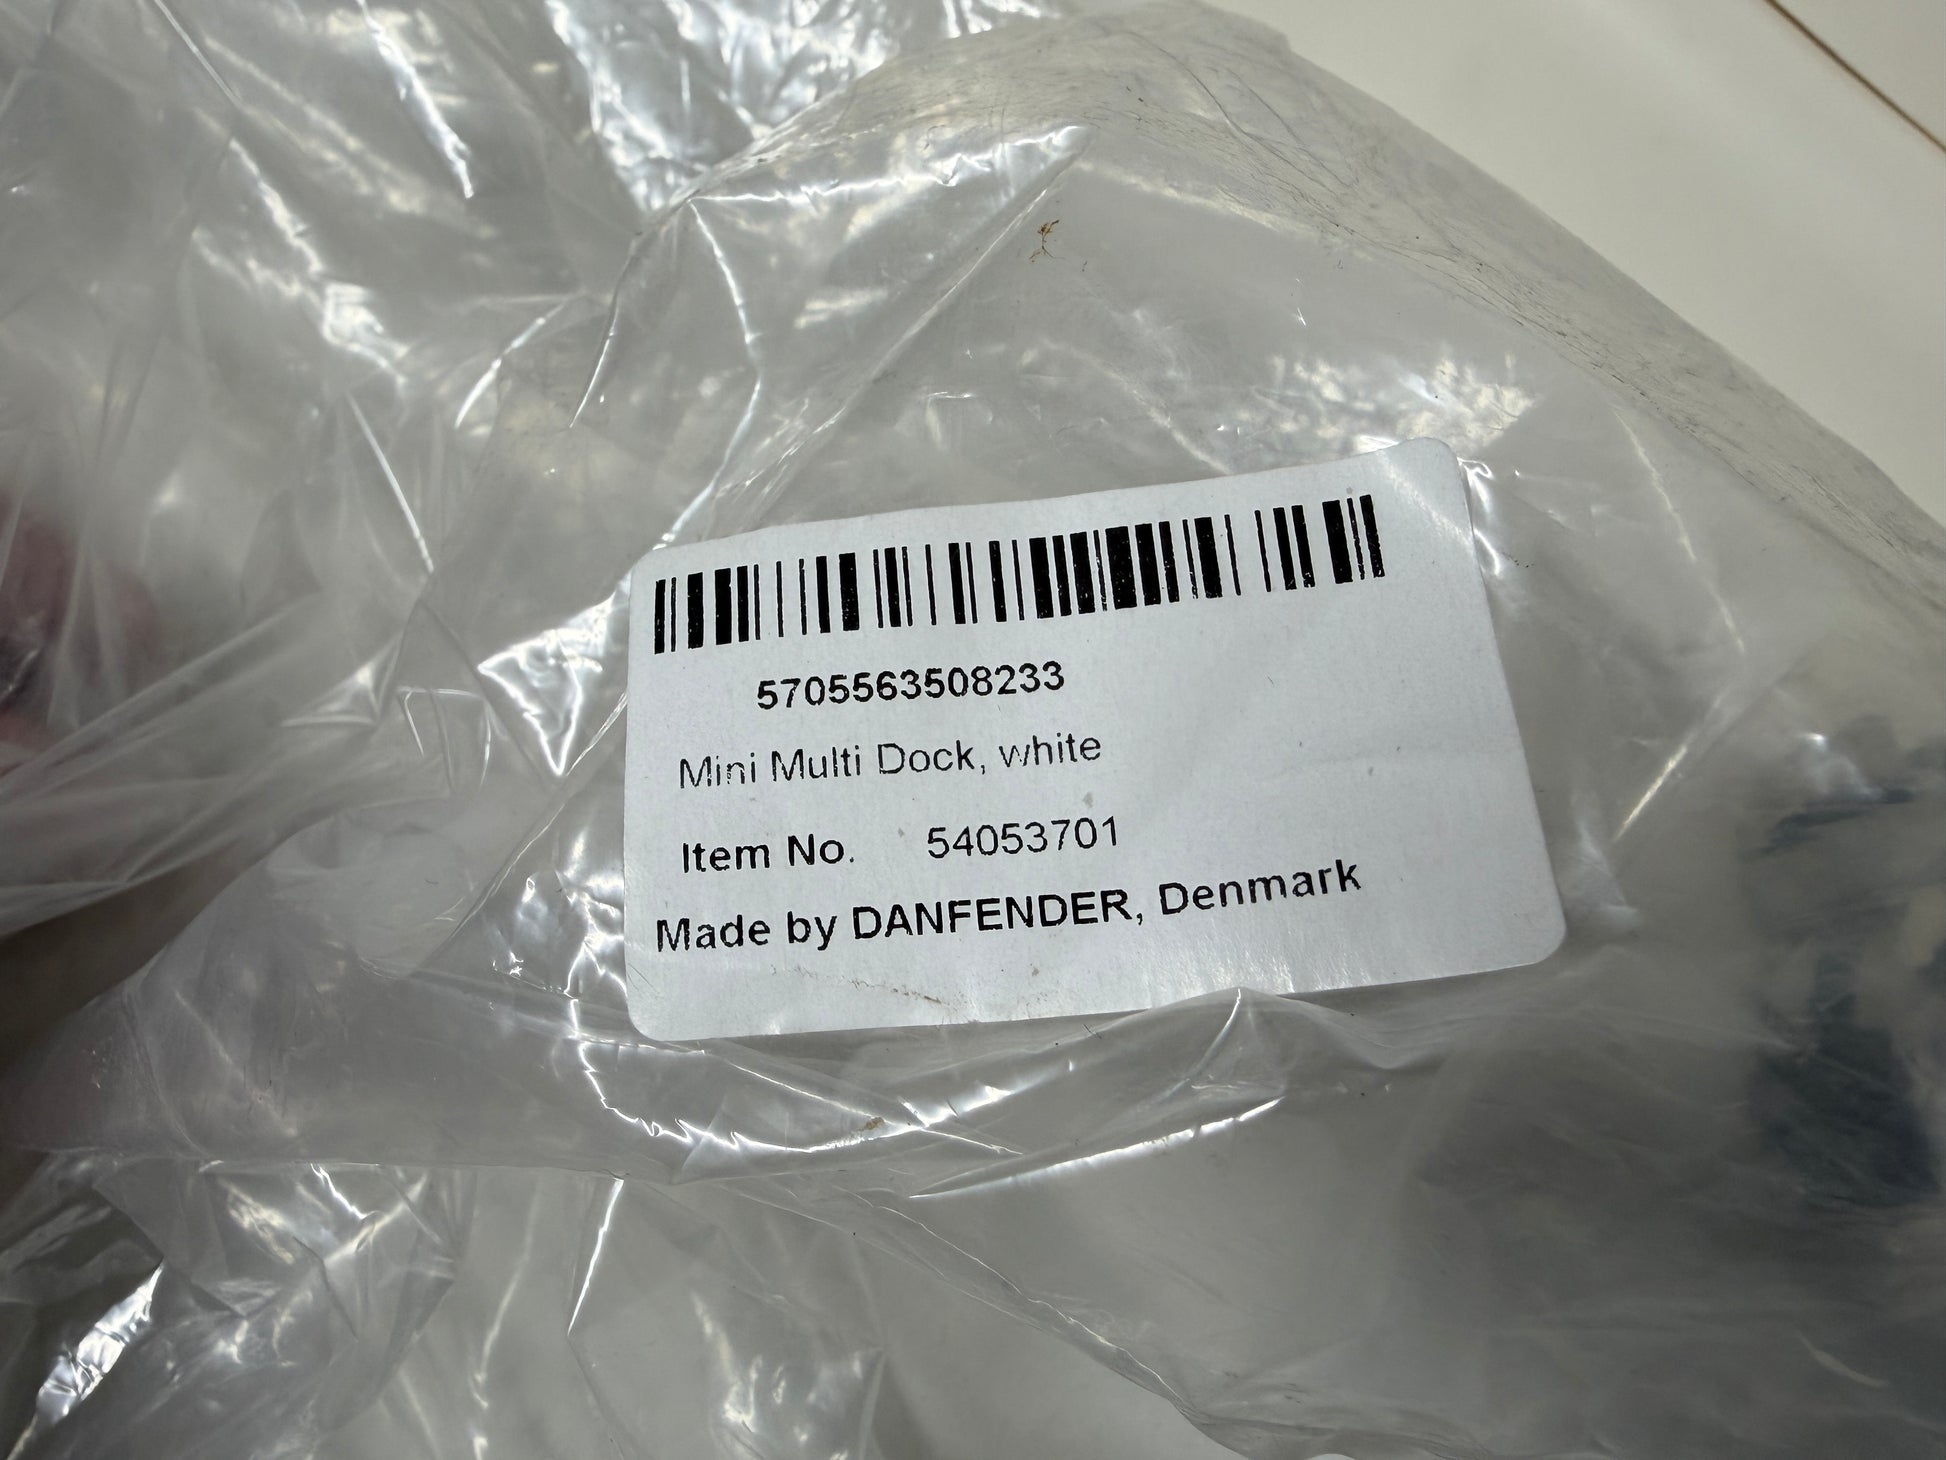 5705563508233
Mini Multi Dock, white
Item No. 54053701
Made by DANFENDER, Denmark